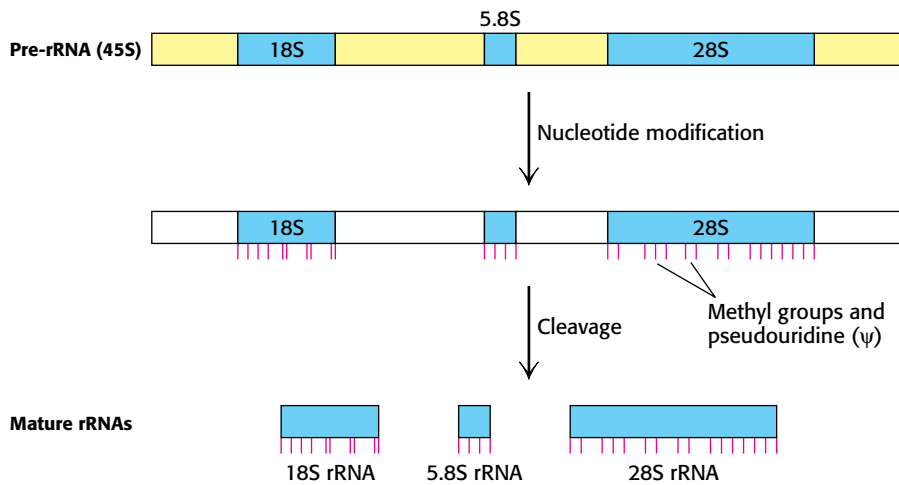 5.8S
Pre-rRNA (45S)
18S
28S
Nucleotide modification
18S
28S
Methyl groups and
pseudouridine (ψ)
Cleavage
Mature rRNAs
18S rRNA
5.8S rRNA
28S rRNA